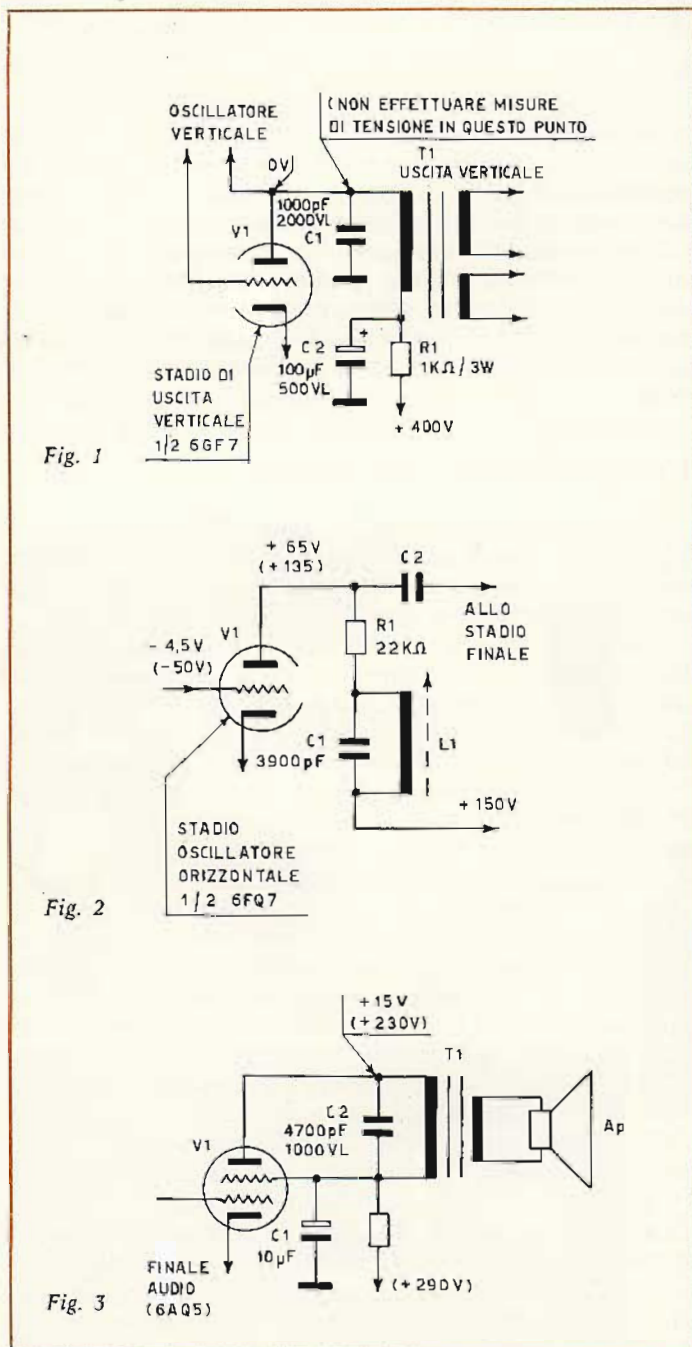 OSCILLATORE
VERTICALE
(NON EFFETTUARE MISURE
DI TENSIONE IN QUESTO PUNTO
0V
T1
USCITA VERTICALE
1000pF
2000VL
C1
V1
C2
+
100µF
500VL
R1
1KΩ/3W
+ 400V
STADIO DI
USCITA
VERTICALE
1/2 6GF7
Fig. 1
+ 65V
(+135)
C2
ALLO
STADIO
FINALE
V1
R1
22KΩ
- 4,5V
(-50V)
C1
3900pF
L1
+ 150V
STADIO
OSCILLATORE
ORIZZONTALE
1/2 6FQ7
Fig. 2
+15V
(+230V)
T1
C2
4700pF
1000VL
Ap
V1
C1
10µF
FINALE
AUDIO
(6AQ5)
(+290V)
Fig. 3